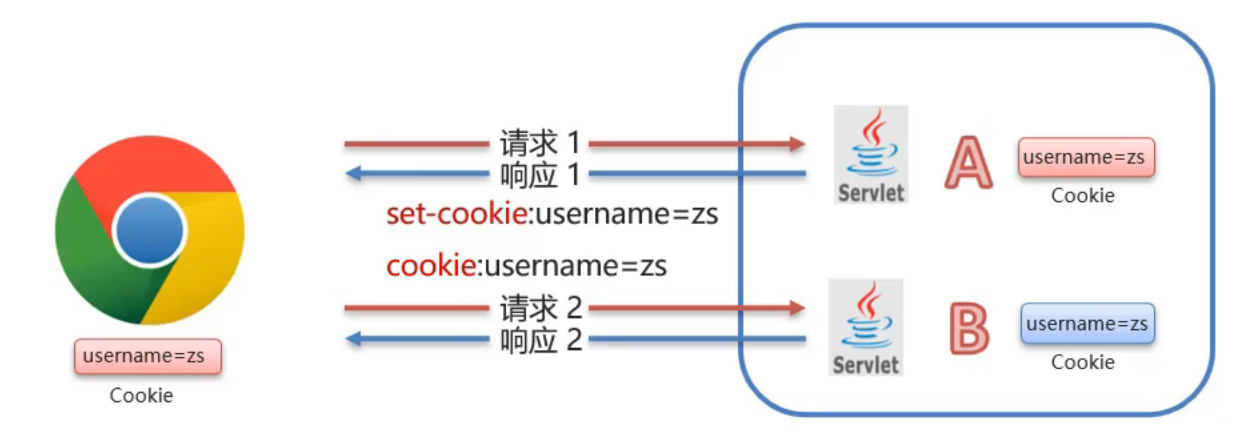 请求 1
响应 1
set-cookie:username=zs
cookie:username=zs
请求 2
响应 2
username=zs
Cookie
Servlet
A
username=zs
Cookie
Servlet
B
username=zs
Cookie